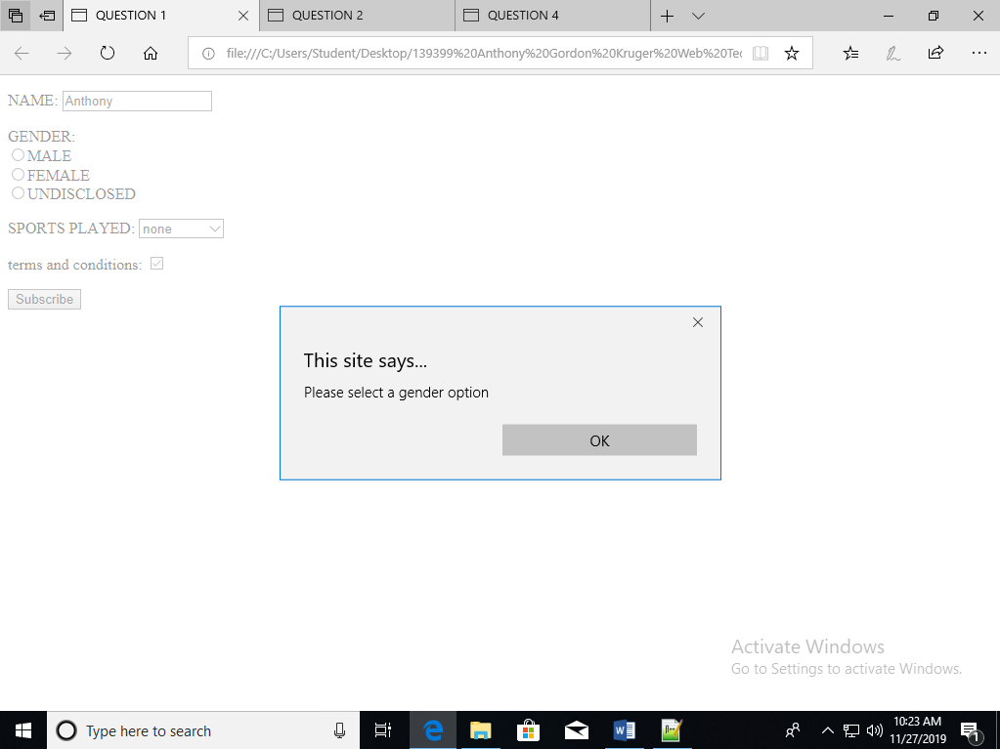 QUESTION 1
QUESTION 2
QUESTION 4
file:///C:/Users/Student/Desktop/139399%20Anthony%20Gordon%20Kruger%20Web%20Tec
NAME: Anthony
GENDER:
MALE
FEMALE
UNDISCLOSED
SPORTS PLAYED: none
terms and conditions:
Subscribe
This site says...
Please select a gender option
OK
Activate Windows
Go to Settings to activate Windows.
Type here to search
10:23 AM
11/27/2019
1